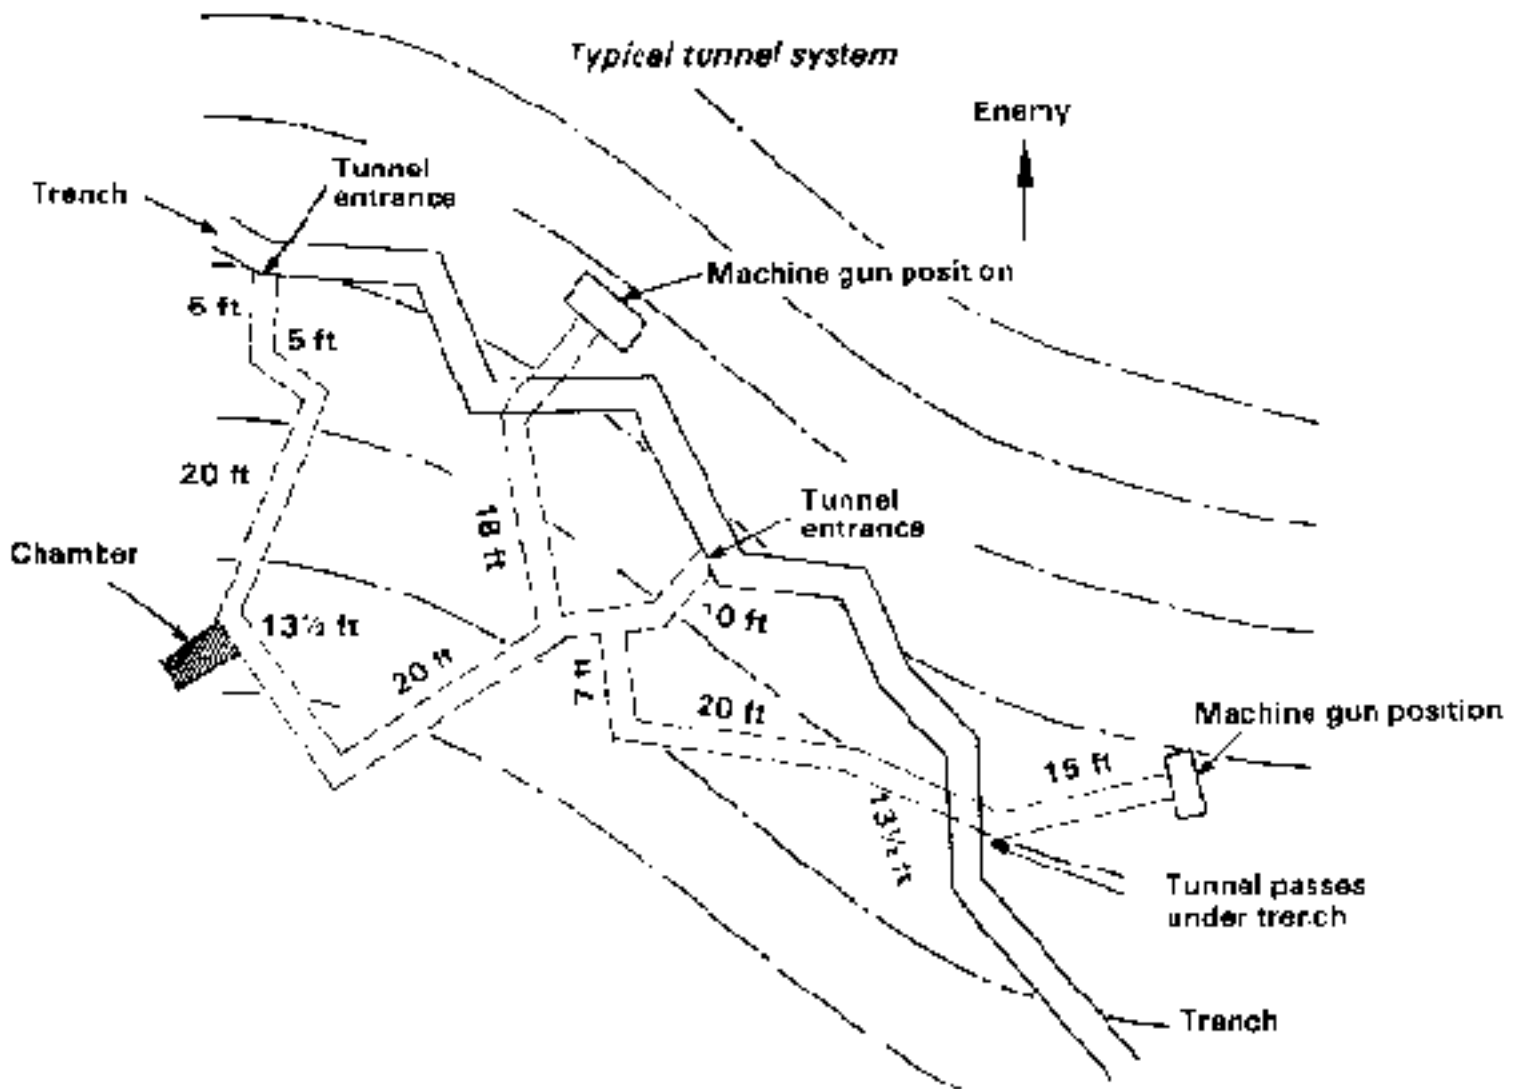 Typical tunnel system
Enemy
Tunnel
entrance
Trench
Machine gun position
6 ft
5 ft
20 ft
Tunnel
entrance
18 ft
Chamber
13½ ft
10 ft
20 ft
7 ft
20 ft
Machine gun position
15 ft
13½ ft
Tunnel passes
under trench
Trench